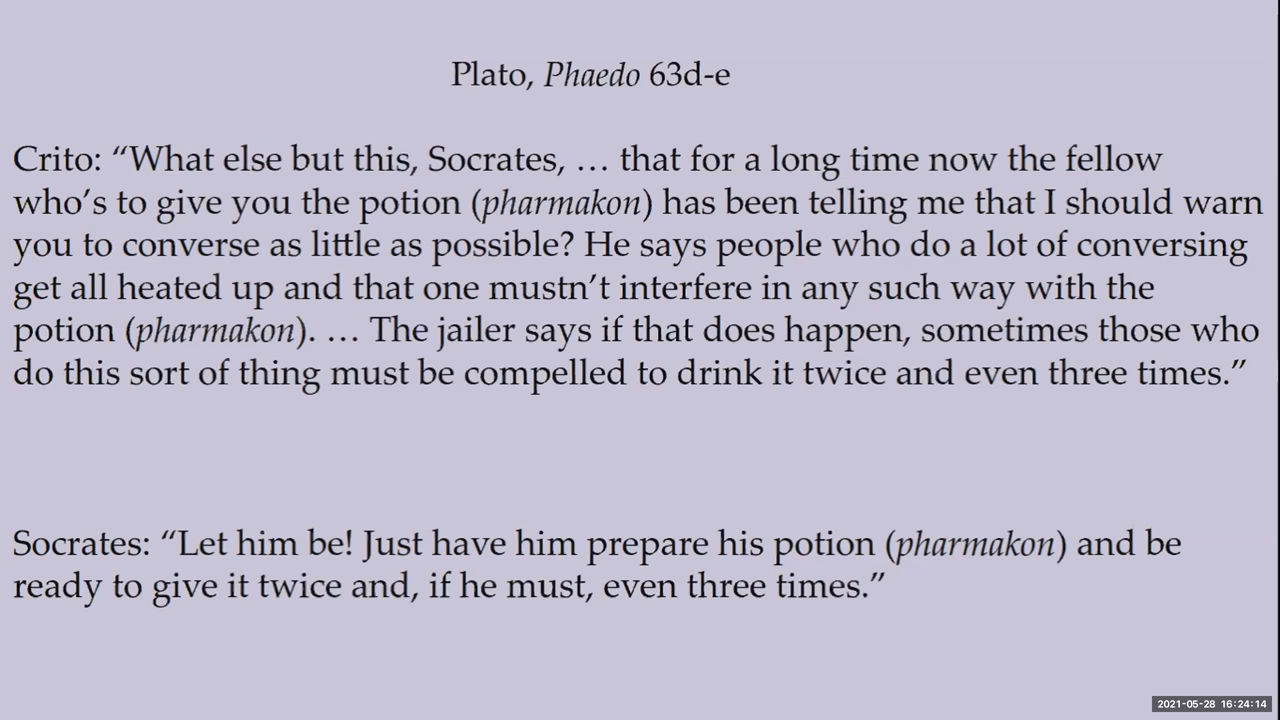 Plato, Phaedo 63d-e
Crito: “What else but this, Socrates, … that for a long time now the fellow
who’s to give you the potion (pharmakon) has been telling me that I should warn
you to converse as little as possible? He says people who do a lot of conversing
get all heated up and that one mustn’t interfere in any such way with the
potion (pharmakon). … The jailer says if that does happen, sometimes those who
do this sort of thing must be compelled to drink it twice and even three times.”
Socrates: “Let him be! Just have him prepare his potion (pharmakon) and be
ready to give it twice and, if he must, even three times.”
2021-05-28 16:24:14